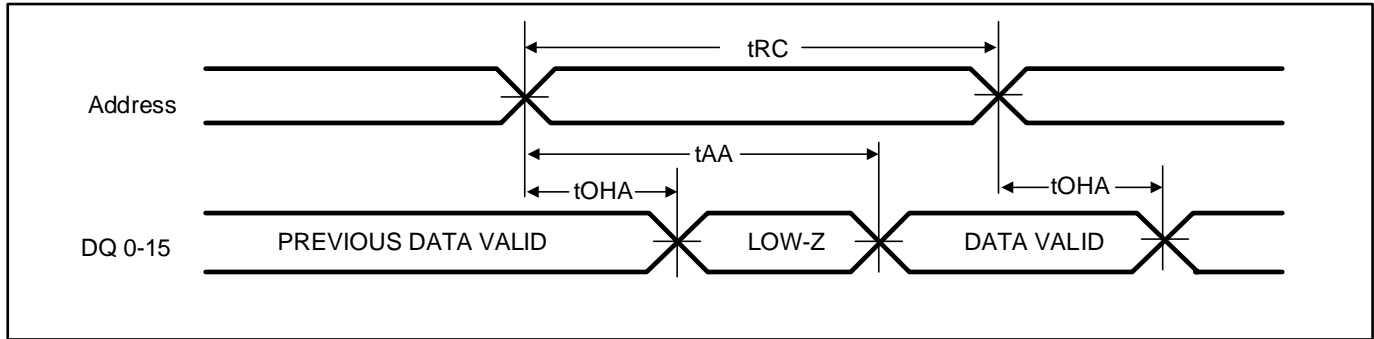 tRC
Address
tAA
tOHA
tOHA
DQ 0-15
PREVIOUS DATA VALID
LOW-Z
DATA VALID